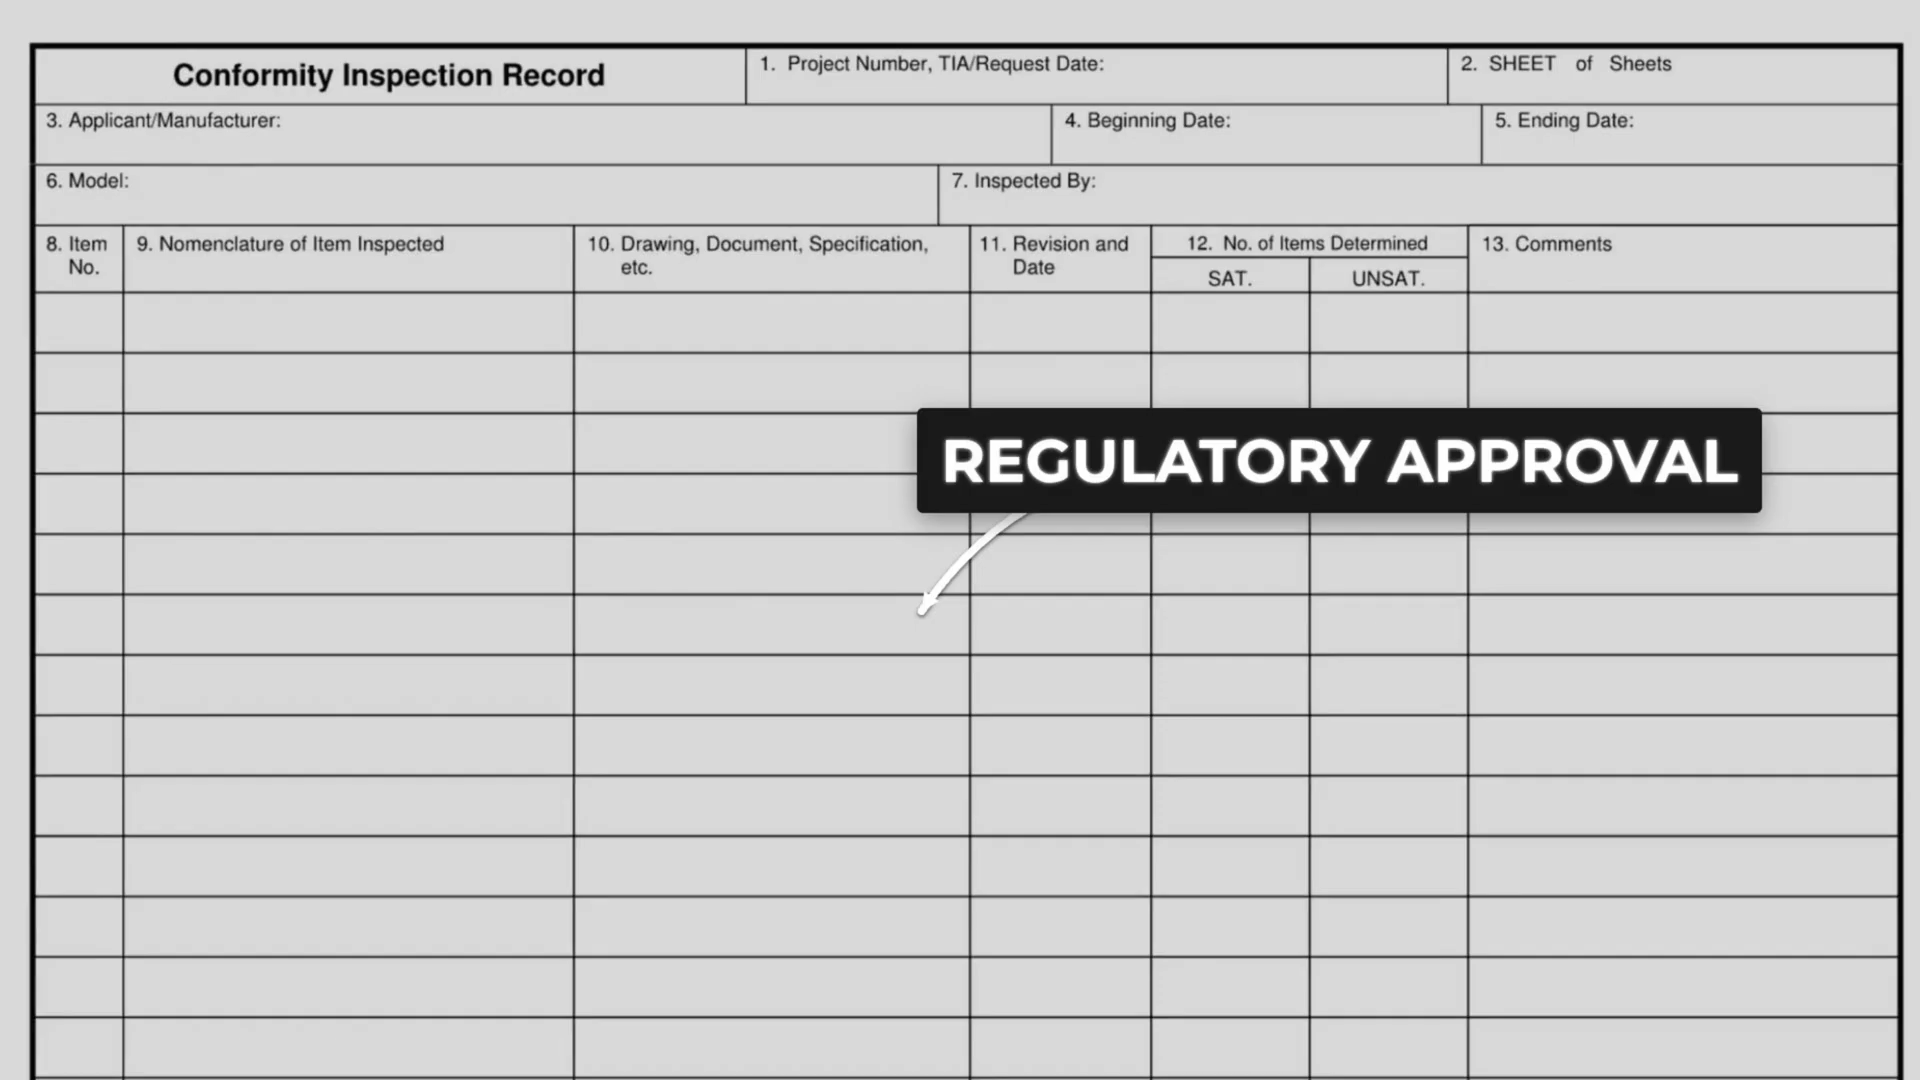 Conformity Inspection Record
1. Project Number, TIA/Request Date:
2. SHEET of Sheets
3. Applicant/Manufacturer:
4. Beginning Date:
5. Ending Date:
6. Model:
7. Inspected By:
8. Item
No.
9. Nomenclature of Item Inspected
10. Drawing, Document, Specification,
etc.
11. Revision and
Date
12. No. of Items Determined
SAT.
UNSAT.
13. Comments
REGULATORY APPROVAL